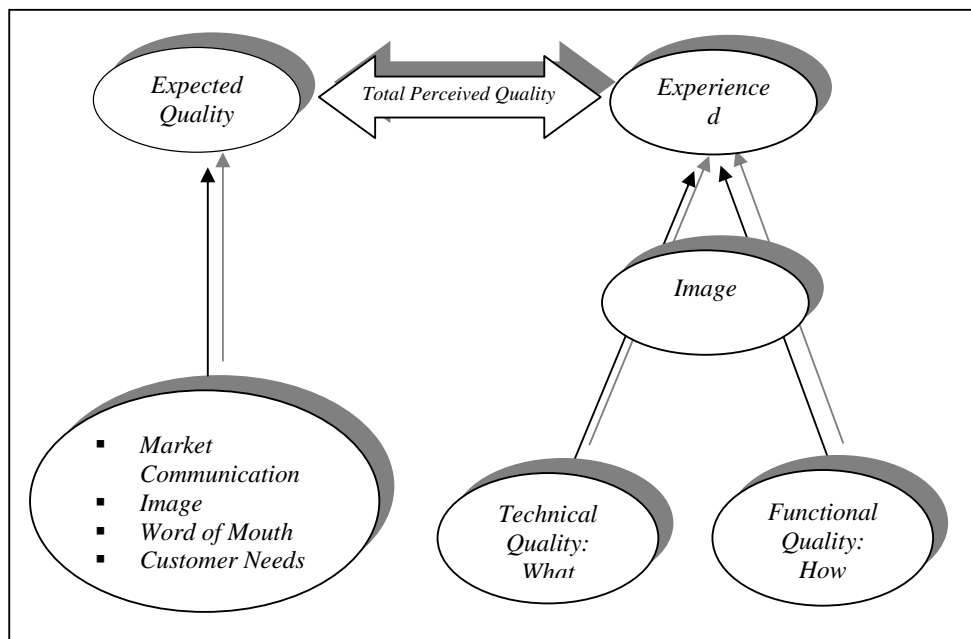 Expected
Quality
Total Perceived Quality
Experience
d
Image
▪ Market
Communication
▪ Image
▪ Word of Mouth
▪ Customer Needs
Technical
Quality:
What
Functional
Quality:
How